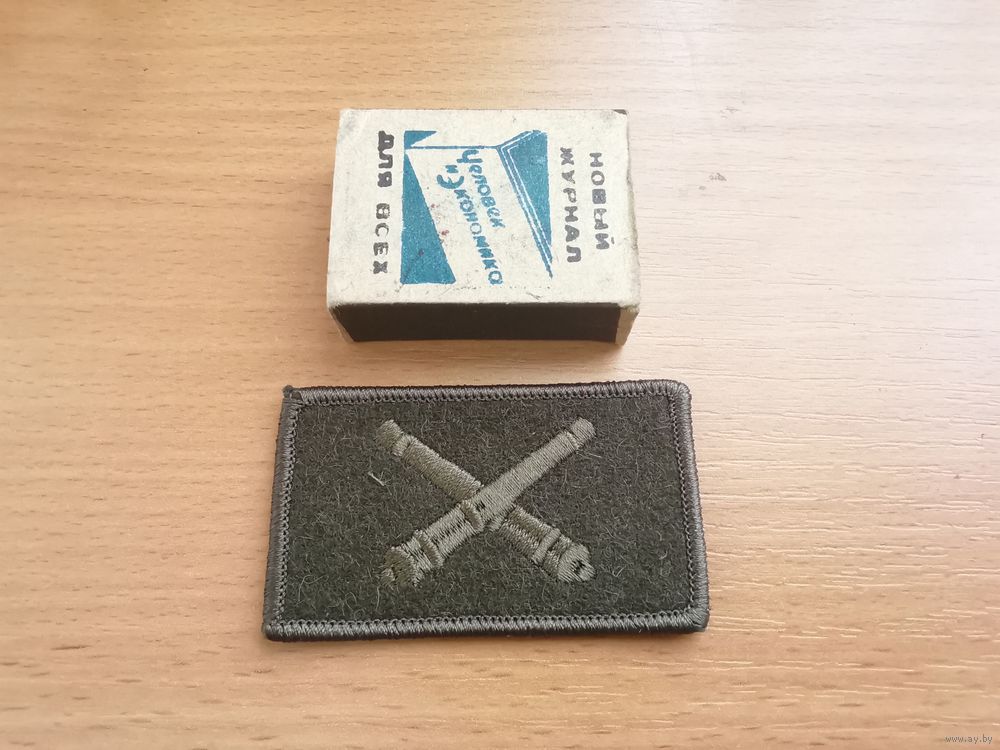 НОВЫЙ
ЖУРНАЛ
Человек
и
Экономика
ДЛЯ ВСЕХ
www.ay.by